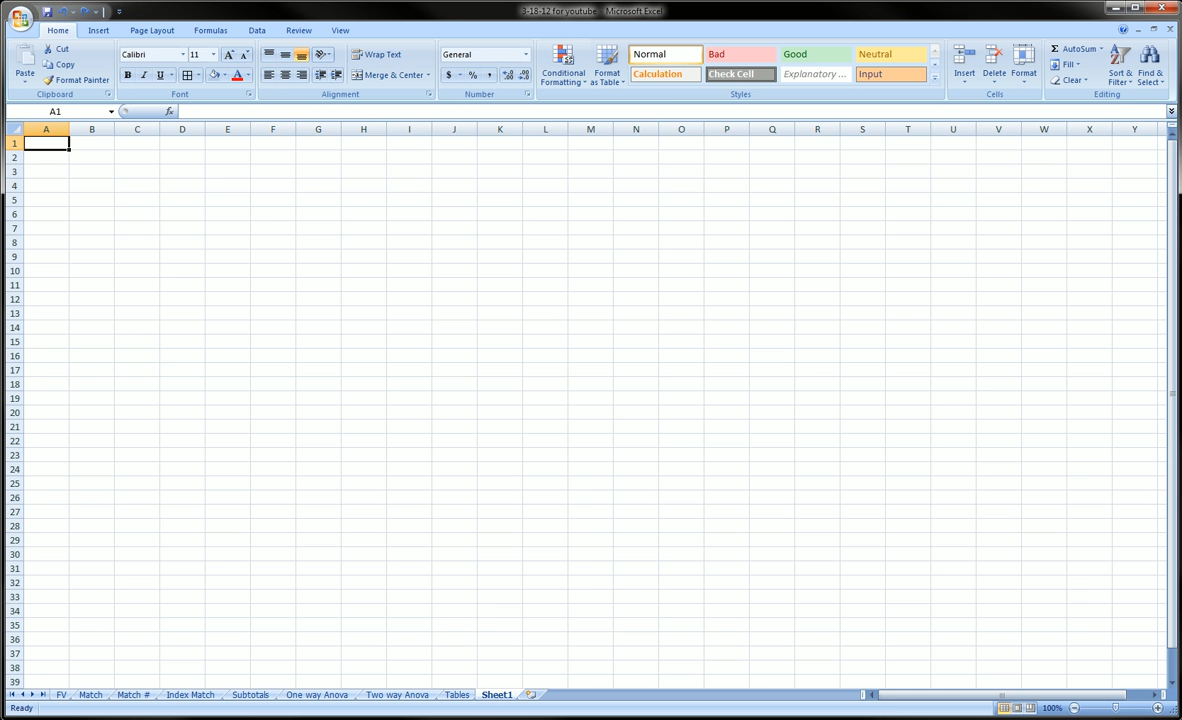 3-18-12 for youtube - Microsoft Excel
Home Insert Page Layout Formulas Data Review View
Paste
Cut
Copy
Format Painter
Clipboard
Calibri 11
B I U
Font
Wrap Text
Merge & Center
Alignment
General
$ % ,
Number
Conditional Formatting
Format as Table
Normal Bad Good Neutral
Calculation Check Cell Explanatory ... Input
Styles
Insert Delete Format
Cells
Σ AutoSum
Fill
Clear
Sort & Filter
Find & Select
Editing
A1 fx
A B C D E F G H I J K L M N O P Q R S T U V W X Y
1
2
3
4
5
6
7
8
9
10
11
12
13
14
15
16
17
18
19
20
21
22
23
24
25
26
27
28
29
30
31
32
33
34
35
36
37
38
39
FV Match Match # Index Match Subtotals One way Anova Two way Anova Tables Sheet1
Ready 100%